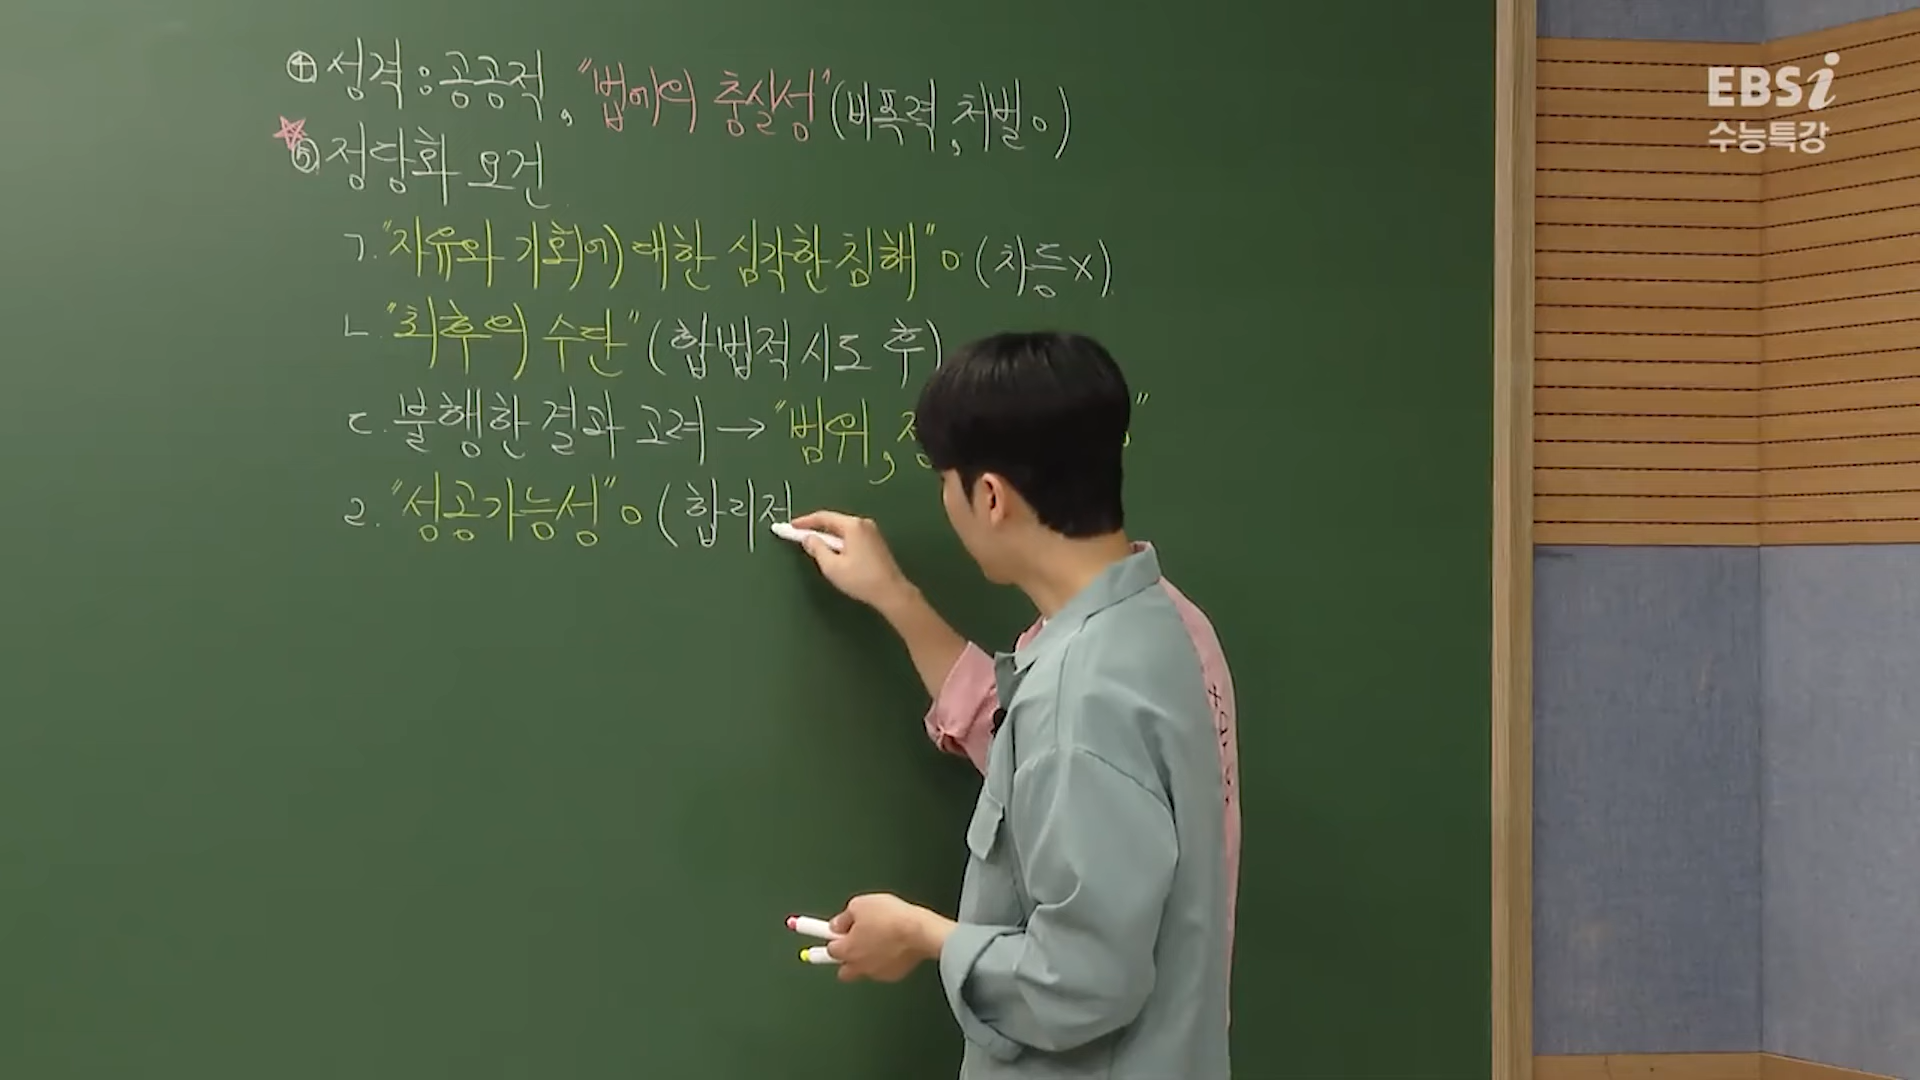 ④ 성격 : 공공적, "법에의 충실성" (비폭력, 처벌 o)
⑤ 정당화 요건
ㄱ. "자유와 기회에 대한 심각한 침해" o (차등 x)
ㄴ. "최후의 수단" (합법적 시도 후)
ㄷ. 불행한 결과 고려 → "범위,
ㄹ. "성공가능성" o (합리적
EBSi
수능특강